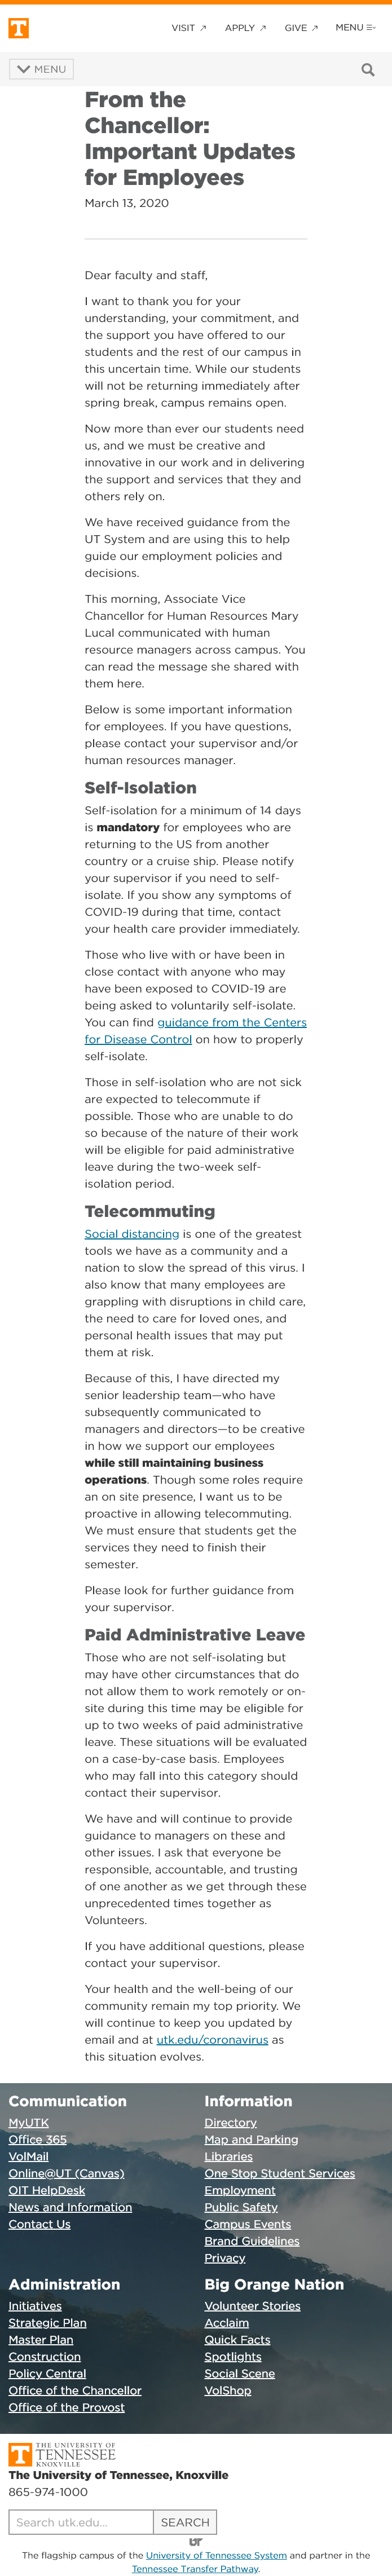 VISIT ↗ APPLY ↗ GIVE ↗ MENU
MENU
From the
Chancellor:
Important Updates
for Employees
March 13, 2020
Dear faculty and staff,
I want to thank you for your
understanding, your commitment, and
the support you have offered to our
students and the rest of our campus in
this uncertain time. While our students
will not be returning immediately after
spring break, campus remains open.
Now more than ever our students need
us, and we must be creative and
innovative in our work and in delivering
the support and services that they and
others rely on.
We have received guidance from the
UT System and are using this to help
guide our employment policies and
decisions.
This morning, Associate Vice
Chancellor for Human Resources Mary
Lucal communicated with human
resource managers across campus. You
can read the message she shared with
them here.
Below is some important information
for employees. If you have questions,
please contact your supervisor and/or
human resources manager.
Self-Isolation
Self-isolation for a minimum of 14 days
is mandatory for employees who are
returning to the US from another
country or a cruise ship. Please notify
your supervisor if you need to self-
isolate. If you show any symptoms of
COVID-19 during that time, contact
your health care provider immediately.
Those who live with or have been in
close contact with anyone who may
have been exposed to COVID-19 are
being asked to voluntarily self-isolate.
You can find guidance from the Centers
for Disease Control on how to properly
self-isolate.
Those in self-isolation who are not sick
are expected to telecommute if
possible. Those who are unable to do
so because of the nature of their work
will be eligible for paid administrative
leave during the two-week self-
isolation period.
Telecommuting
Social distancing is one of the greatest
tools we have as a community and a
nation to slow the spread of this virus. I
also know that many employees are
grappling with disruptions in child care,
the need to care for loved ones, and
personal health issues that may put
them at risk.
Because of this, I have directed my
senior leadership team—who have
subsequently communicated to
managers and directors—to be creative
in how we support our employees
while still maintaining business
operations. Though some roles require
an on site presence, I want us to be
proactive in allowing telecommuting.
We must ensure that students get the
services they need to finish their
semester.
Please look for further guidance from
your supervisor.
Paid Administrative Leave
Those who are not self-isolating but
may have other circumstances that do
not allow them to work remotely or on-
site during this time may be eligible for
up to two weeks of paid administrative
leave. These situations will be evaluated
on a case-by-case basis. Employees
who may fall into this category should
contact their supervisor.
We have and will continue to provide
guidance to managers on these and
other issues. I ask that everyone be
responsible, accountable, and trusting
of one another as we get through these
unprecedented times together as
Volunteers.
If you have additional questions, please
contact your supervisor.
Your health and the well-being of our
community remain my top priority. We
will continue to keep you updated by
email and at utk.edu/coronavirus as
this situation evolves.
Communication
MyUTK
Office 365
VolMail
Online@UT (Canvas)
OIT HelpDesk
News and Information
Contact Us
Information
Directory
Map and Parking
Libraries
One Stop Student Services
Employment
Public Safety
Campus Events
Brand Guidelines
Privacy
Administration
Initiatives
Strategic Plan
Master Plan
Construction
Policy Central
Office of the Chancellor
Office of the Provost
Big Orange Nation
Volunteer Stories
Acclaim
Quick Facts
Spotlights
Social Scene
VolShop
THE UNIVERSITY OF
TENNESSEE
KNOXVILLE
The University of Tennessee, Knoxville
865-974-1000
Search utk.edu... SEARCH
UT
The flagship campus of the University of Tennessee System and partner in the
Tennessee Transfer Pathway.